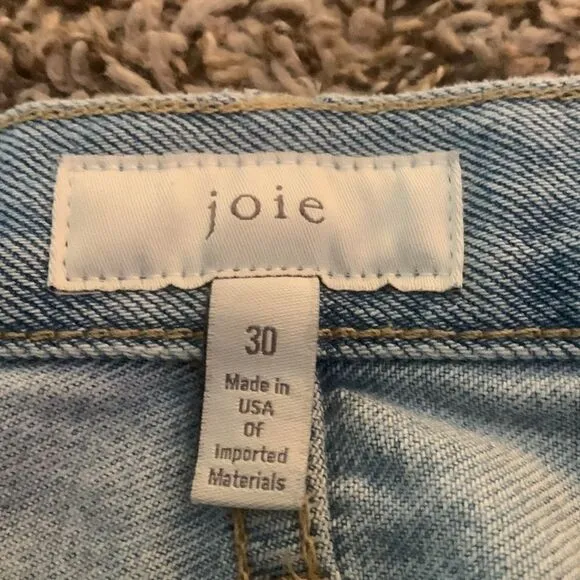 joie
30
Made in
USA
Of
Imported
Materials